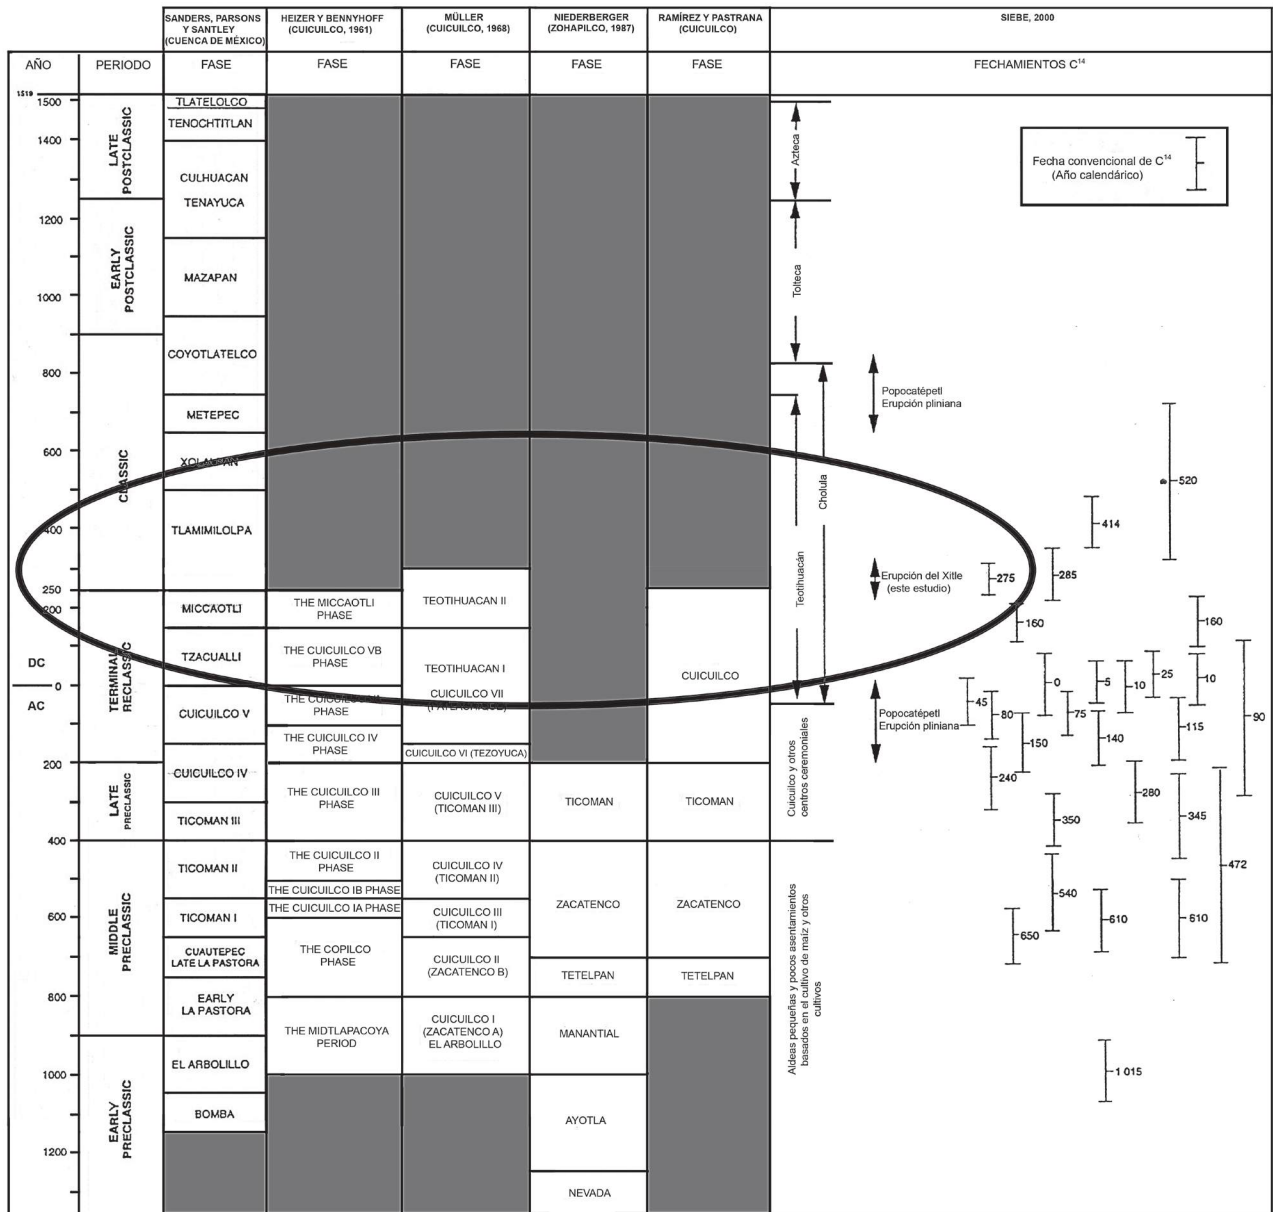 SANDERS, PARSONS
Y SANTLEY
(CUENCA DE MÉXICO)
HEIZER Y BENNYHOFF
(CUICUILCO, 1961)
MÜLLER
(CUICUILCO, 1968)
NIEDERBERGER
(ZOHAPILCO, 1987)
RAMÍREZ Y PASTRANA
(CUICUILCO)
SIEBE, 2000
AÑO
PERIODO
FASE
FASE
FASE
FASE
FASE
FECHAMIENTOS C14
1519
1500
1400
1200
1000
800
600
400
250
200
DC
0
AC
200
400
600
800
1000
1200
LATE
POSTCLASSIC
EARLY
POSTCLASSIC
CLASSIC
TERMINAL
RECLASSIC
LATE
PRECLASSIC
MIDDLE
PRECLASSIC
EARLY
PRECLASSIC
TLATELOLCO
TENOCHTITLAN
CULHUACAN
TENAYUCA
MAZAPAN
COYOTLATELCO
METEPEC
XOLALPAN
TLAMIMILOLPA
MICCAOTLI
TZACUALLI
CUICUILCO V
CUICUILCO IV
TICOMAN III
TICOMAN II
TICOMAN I
CUAUTEPEC
LATE LA PASTORA
EARLY
LA PASTORA
EL ARBOLILLO
BOMBA
THE MICCAOTLI
PHASE
THE CUICUILCO VB
PHASE
THE CUICUILCO VA
PHASE
THE CUICUILCO IV
PHASE
THE CUICUILCO III
PHASE
THE CUICUILCO II
PHASE
THE CUICUILCO IB PHASE
THE CUICUILCO IA PHASE
THE COPILCO
PHASE
THE MIDTLAPACOYA
PERIOD
TEOTIHUACAN II
TEOTIHUACAN I
CUICUILCO VII
CUICUILCO VI (TEZOYUCA)
CUICUILCO V
(TICOMAN III)
CUICUILCO IV
(TICOMAN II)
CUICUILCO III
(TICOMAN I)
CUICUILCO II
(ZACATENCO B)
CUICUILCO I
(ZACATENCO A)
EL ARBOLILLO
TICOMAN
ZACATENCO
TETELPAN
MANANTIAL
AYOTLA
NEVADA
CUICUILCO
TICOMAN
ZACATENCO
TETELPAN
Azteca
Tolteca
Cholula
Teotihuacán
Cuicuilco y otros
centros ceremoniales
Aldeas pequeñas y pocos asentamientos
basados en el cultivo de maíz y otros
cultivos
Fecha convencional de C14
(Año calendárico)
Popocatépetl
Erupción pliniana
Erupción del Xitle
(este estudio)
Popocatépetl
Erupción pliniana
520
414
275
285
160
160
0
5
10
25
10
45
80
75
90
150
140
115
240
280
350
345
472
540
650
610
610
1 015